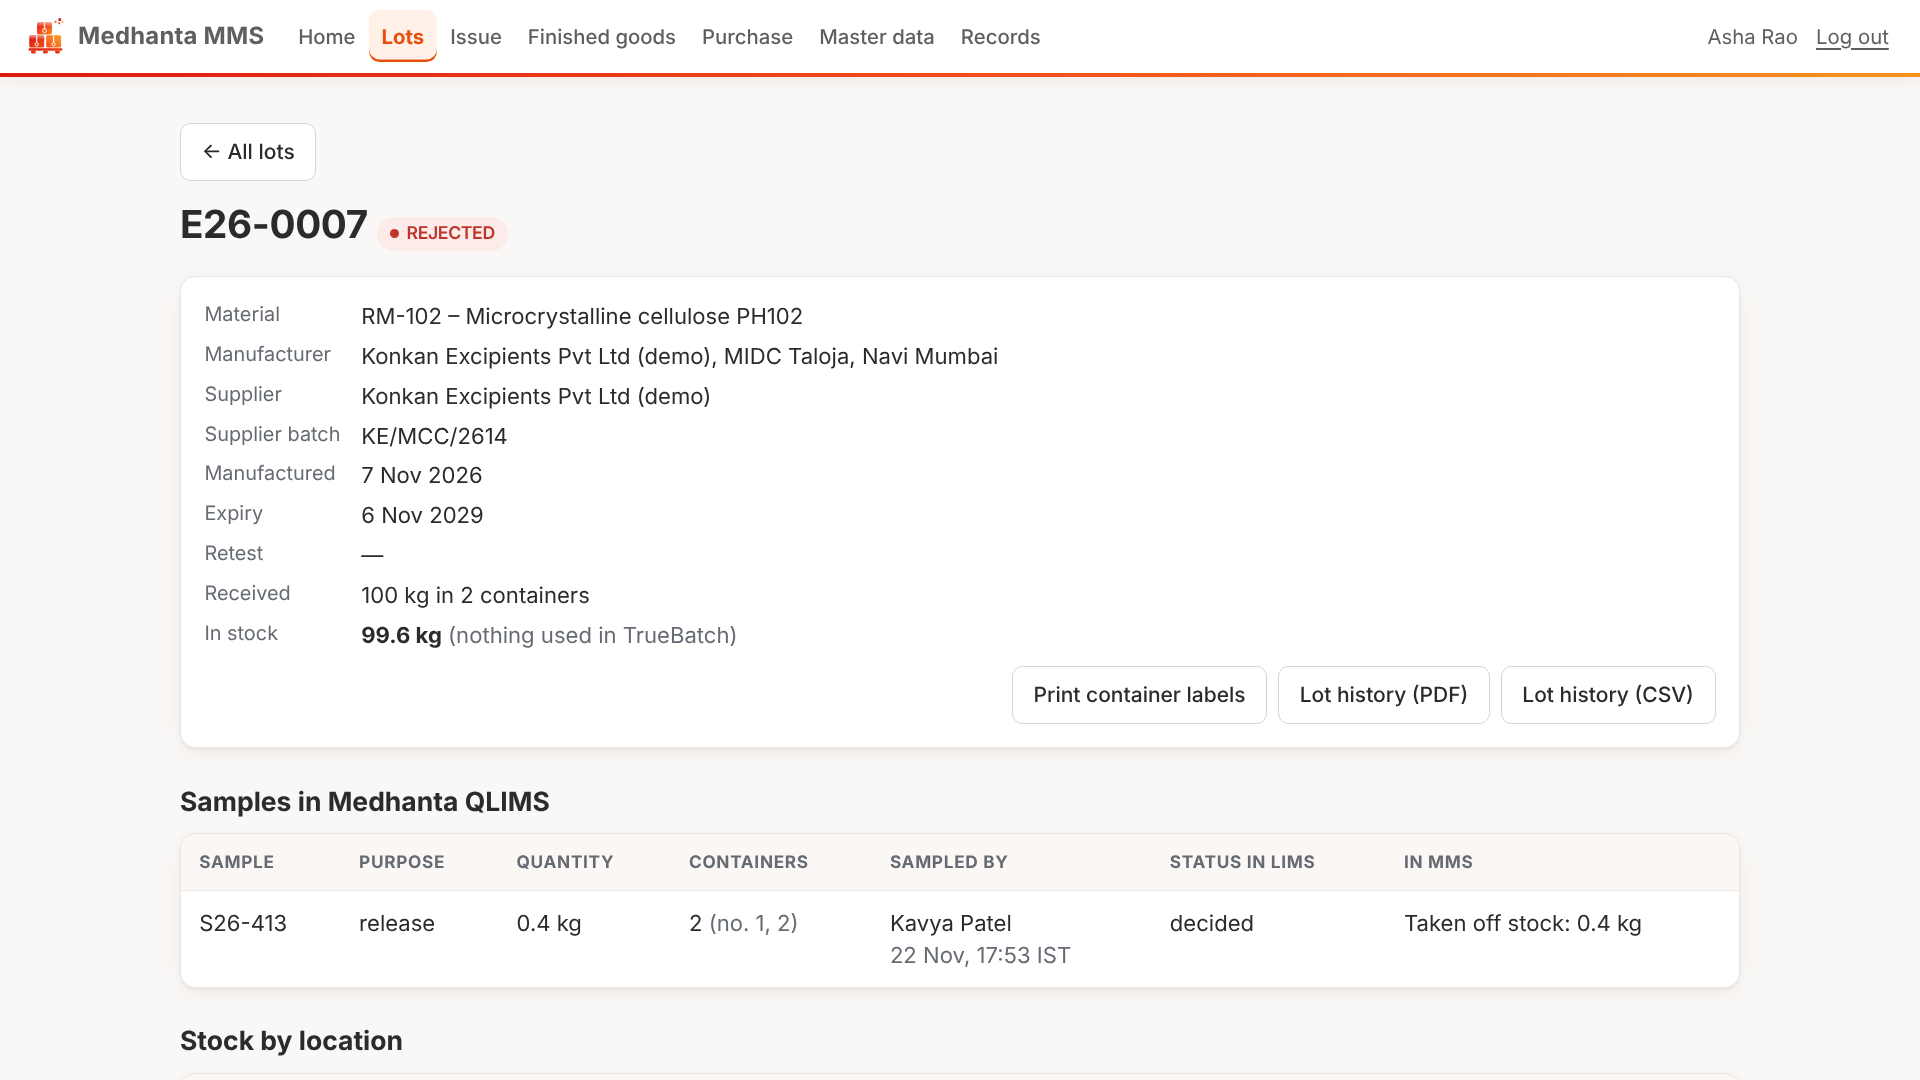 Medhanta MMS Home Lots Issue Finished goods Purchase Master data Records Asha Rao Log out
← All lots
E26-0007 REJECTED
Material RM-102 – Microcrystalline cellulose PH102
Manufacturer Konkan Excipients Pvt Ltd (demo), MIDC Taloja, Navi Mumbai
Supplier Konkan Excipients Pvt Ltd (demo)
Supplier batch KE/MCC/2614
Manufactured 7 Nov 2026
Expiry 6 Nov 2029
Retest —
Received 100 kg in 2 containers
In stock 99.6 kg (nothing used in TrueBatch)
Print container labels Lot history (PDF) Lot history (CSV)
Samples in Medhanta QLIMS
SAMPLE PURPOSE QUANTITY CONTAINERS SAMPLED BY STATUS IN LIMS IN MMS
S26-413 release 0.4 kg 2 (no. 1, 2) Kavya Patel decided Taken off stock: 0.4 kg
22 Nov, 17:53 IST
Stock by location